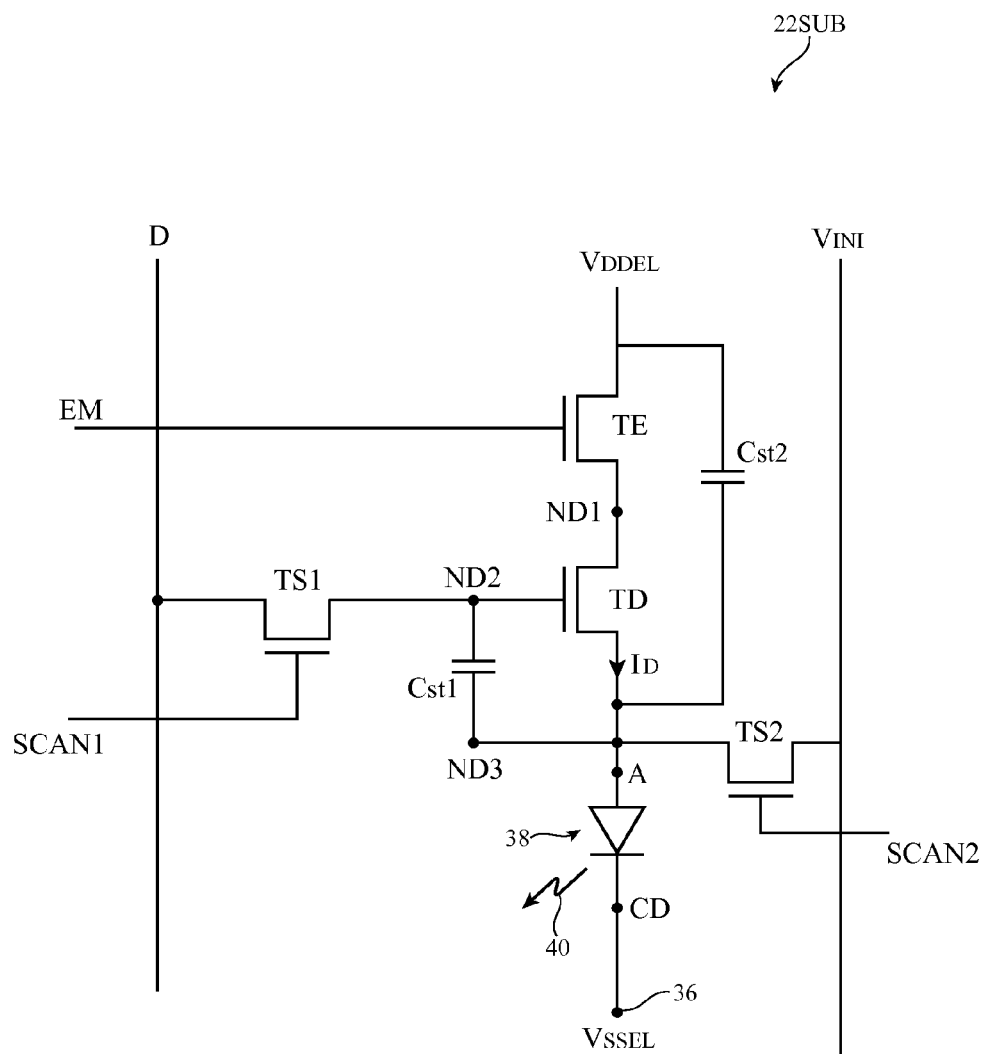 22SUB
D
VINI
VDDEL
EM
TE
Cst2
ND1
TS1
ND2
TD
ID
Cst1
SCAN1
TS2
ND3
A
38
SCAN2
CD
40
36
VSSEL